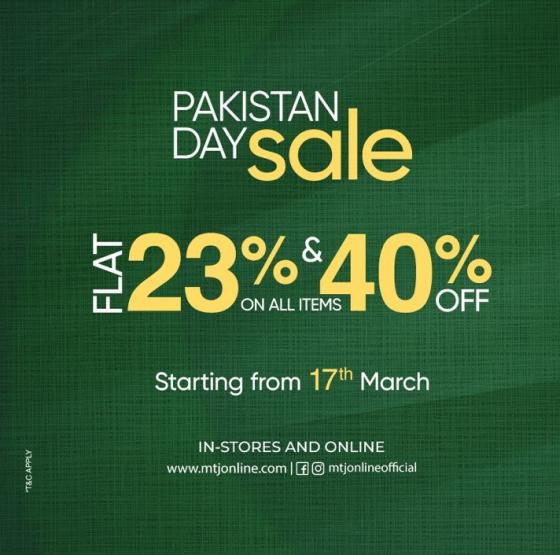 PAKISTAN
DAY sale
FLAT 23% & 40%
ON ALL ITEMS OFF
Starting from 17th March
IN-STORES AND ONLINE
www.mtjonline.com | mtjonlineofficial
*T&C APPLY